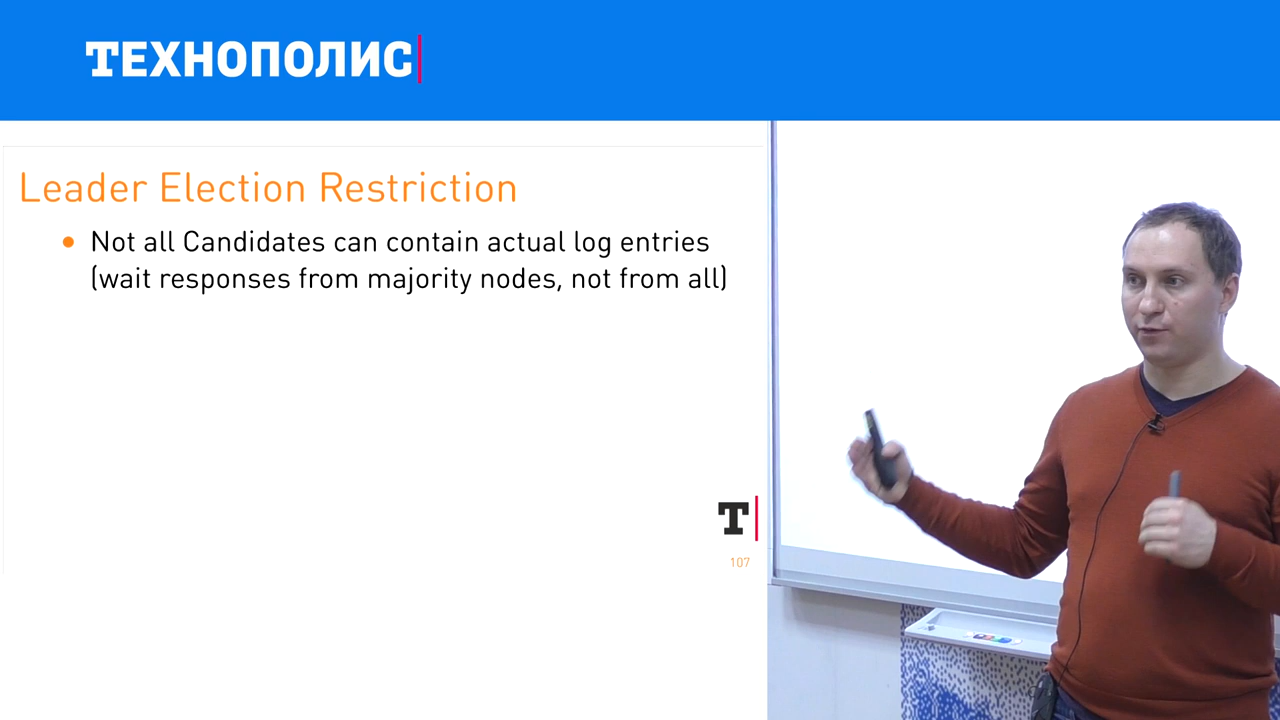 ТЕХНОПОЛИС
Leader Election Restriction
Not all Candidates can contain actual log entries
(wait responses from majority nodes, not from all)
T
107